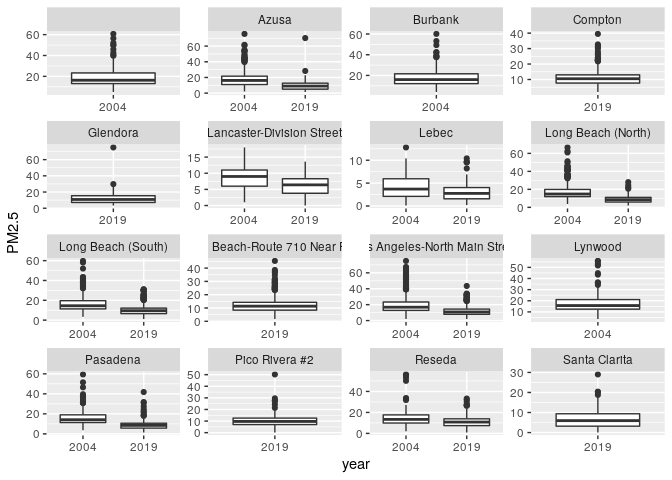 Azusa Burbank Compton
60 40 20 2004
60 40 20 0 2004 2019
60 40 20 2004
40 30 20 10 2019
Glendora Lancaster-Division Street Lebec Long Beach (North)
60 40 20 0 2019
15 10 5 0 2004 2019
10 5 0 2004 2019
60 40 20 0 2004 2019
PM2.5
Long Beach (South) Beach-Route 710 Near Angeles-North Main Lynwood
60 40 20 0 2004 2019
40 30 20 10 0 2019
60 40 20 0 2004 2019
50 40 30 20 10 2004
Pasadena Pico Rivera #2 Reseda Santa Clarita
60 40 20 0 2004 2019
50 40 30 20 10 0 2019
40 20 0 2004 2019
30 20 10 0 2019
year